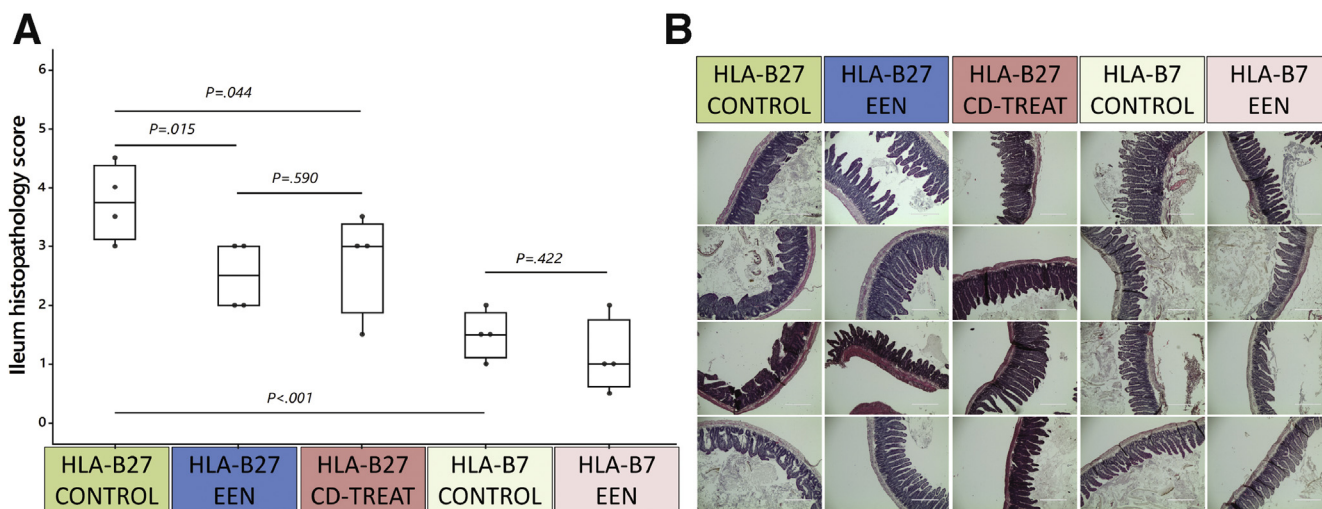 A
Ileum histopathology score
6
5
4
3
2
1
0
P=.044
P=.015
P=.590
P=.422
P<.001
HLA-B27
CONTROL
HLA-B27
EEN
HLA-B27
CD-TREAT
HLA-B7
CONTROL
HLA-B7
EEN
B
HLA-B27
CONTROL
HLA-B27
EEN
HLA-B27
CD-TREAT
HLA-B7
CONTROL
HLA-B7
EEN